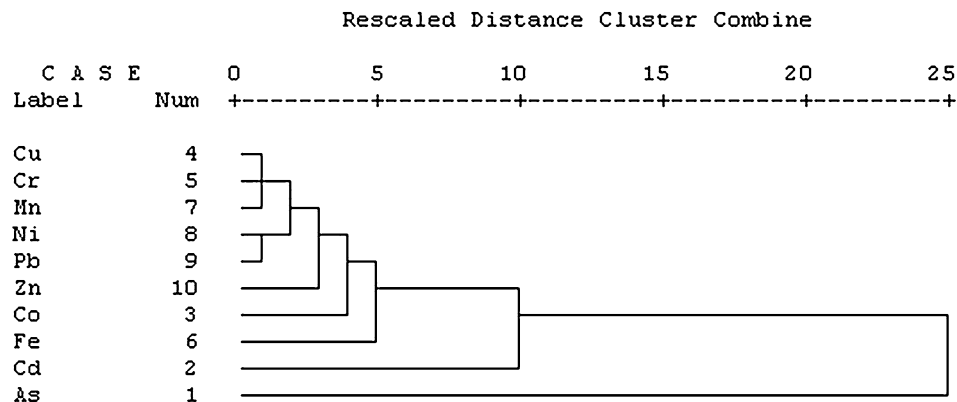 Rescaled Distance Cluster Combine
C A S E 0 5 10 15 20 25
Label Num +---------+---------+---------+---------+---------+
Cu 4
Cr 5
Mn 7
Ni 8
Pb 9
Zn 10
Co 3
Fe 6
Cd 2
As 1